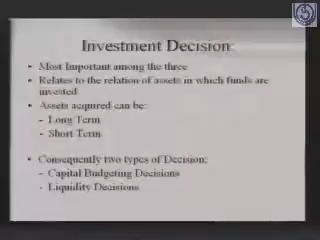 Investment Decision:
• Most Important among the three
• Relates to the relation of assets in which funds are
invested
• Assets acquired can be:
- Long Term
- Short Term
• Consequently two types of Decision:
- Capital Budgeting Decisions
- Liquidity Decisions